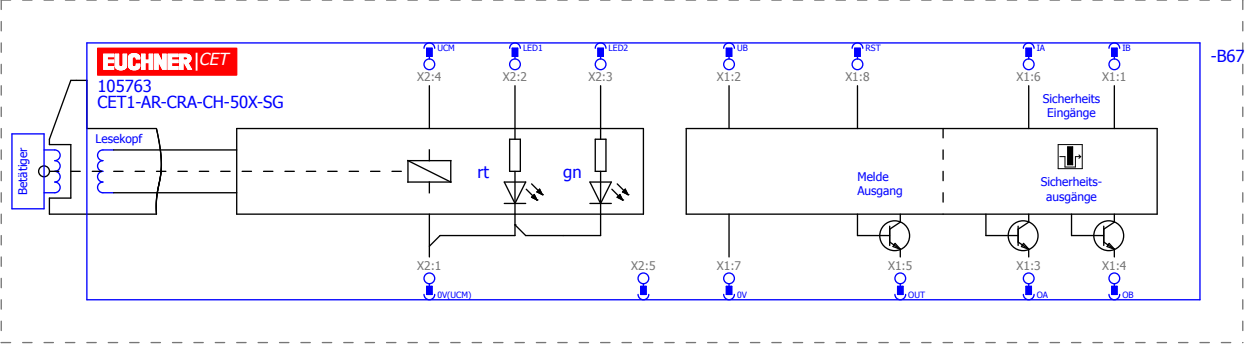 UCM
LED1
LED2
UB
RST
IA
IB
-B67
EUCHNER CET
X2:4
X2:2
X2:3
X1:2
X1:8
X1:6
X1:1
105763
CET1-AR-CRA-CH-50X-SG
Sicherheits
Eingänge
Lesekopf
Betätiger
rt
gn
Melde
Ausgang
Sicherheits-
ausgänge
X2:1
X2:5
X1:7
X1:5
X1:3
X1:4
0V(UCM)
0V
OUT
OA
OB